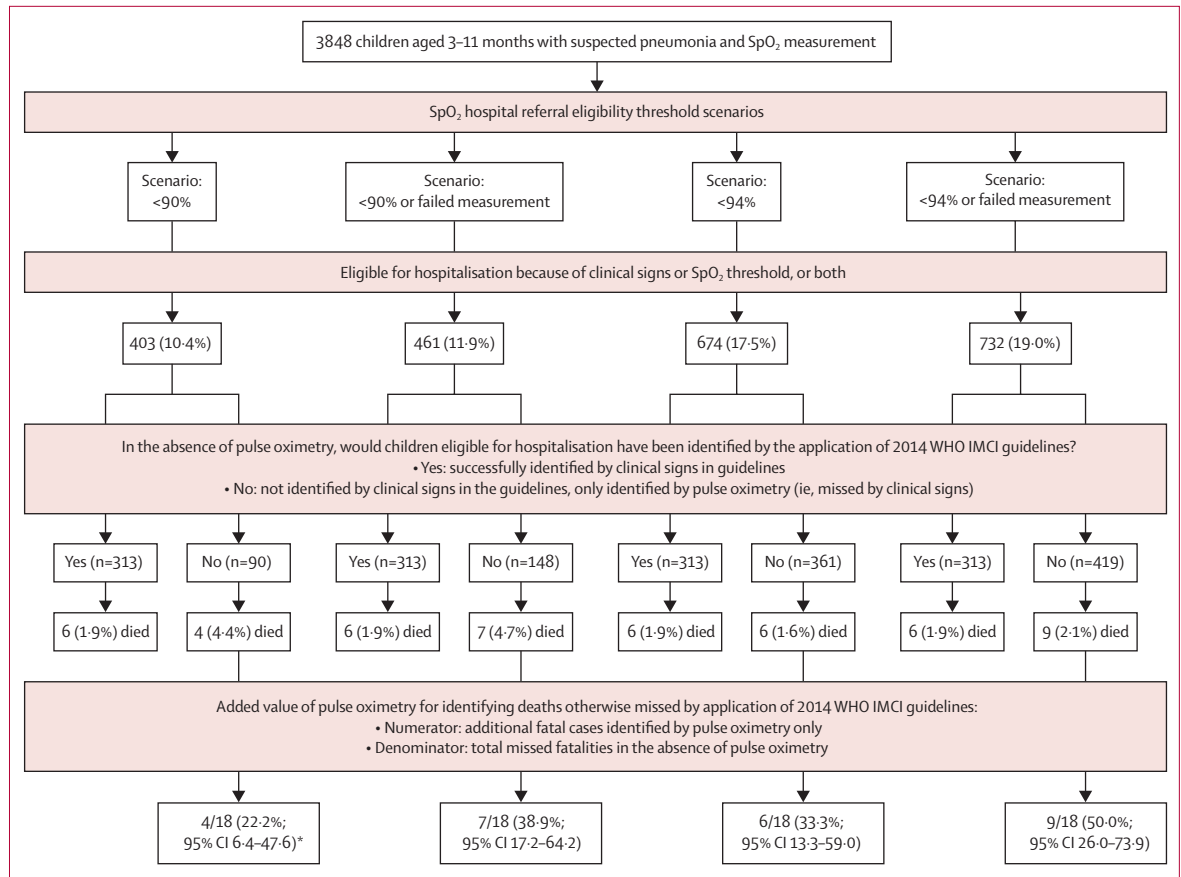 3848 children aged 3–11 months with suspected pneumonia and SpO₂ measurement
SpO₂ hospital referral eligibility threshold scenarios
Scenario:
<90%
Scenario:
<90% or failed measurement
Scenario:
<94%
Scenario:
<94% or failed measurement
Eligible for hospitalisation because of clinical signs or SpO₂ threshold, or both
403 (10·4%)
461 (11·9%)
674 (17·5%)
732 (19·0%)
In the absence of pulse oximetry, would children eligible for hospitalisation have been identified by the application of 2014 WHO IMCI guidelines?
• Yes: successfully identified by clinical signs in guidelines
• No: not identified by clinical signs in the guidelines, only identified by pulse oximetry (ie, missed by clinical signs)
Yes (n=313)
No (n=90)
Yes (n=313)
No (n=148)
Yes (n=313)
No (n=361)
Yes (n=313)
No (n=419)
6 (1·9%) died
4 (4·4%) died
6 (1·9%) died
7 (4·7%) died
6 (1·9%) died
6 (1·6%) died
6 (1·9%) died
9 (2·1%) died
Added value of pulse oximetry for identifying deaths otherwise missed by application of 2014 WHO IMCI guidelines:
• Numerator: additional fatal cases identified by pulse oximetry only
• Denominator: total missed fatalities in the absence of pulse oximetry
4/18 (22·2%;
95% CI 6·4–47·6)*
7/18 (38·9%;
95% CI 17·2–64·2)
6/18 (33·3%;
95% CI 13·3–59·0)
9/18 (50·0%;
95% CI 26·0–73·9)